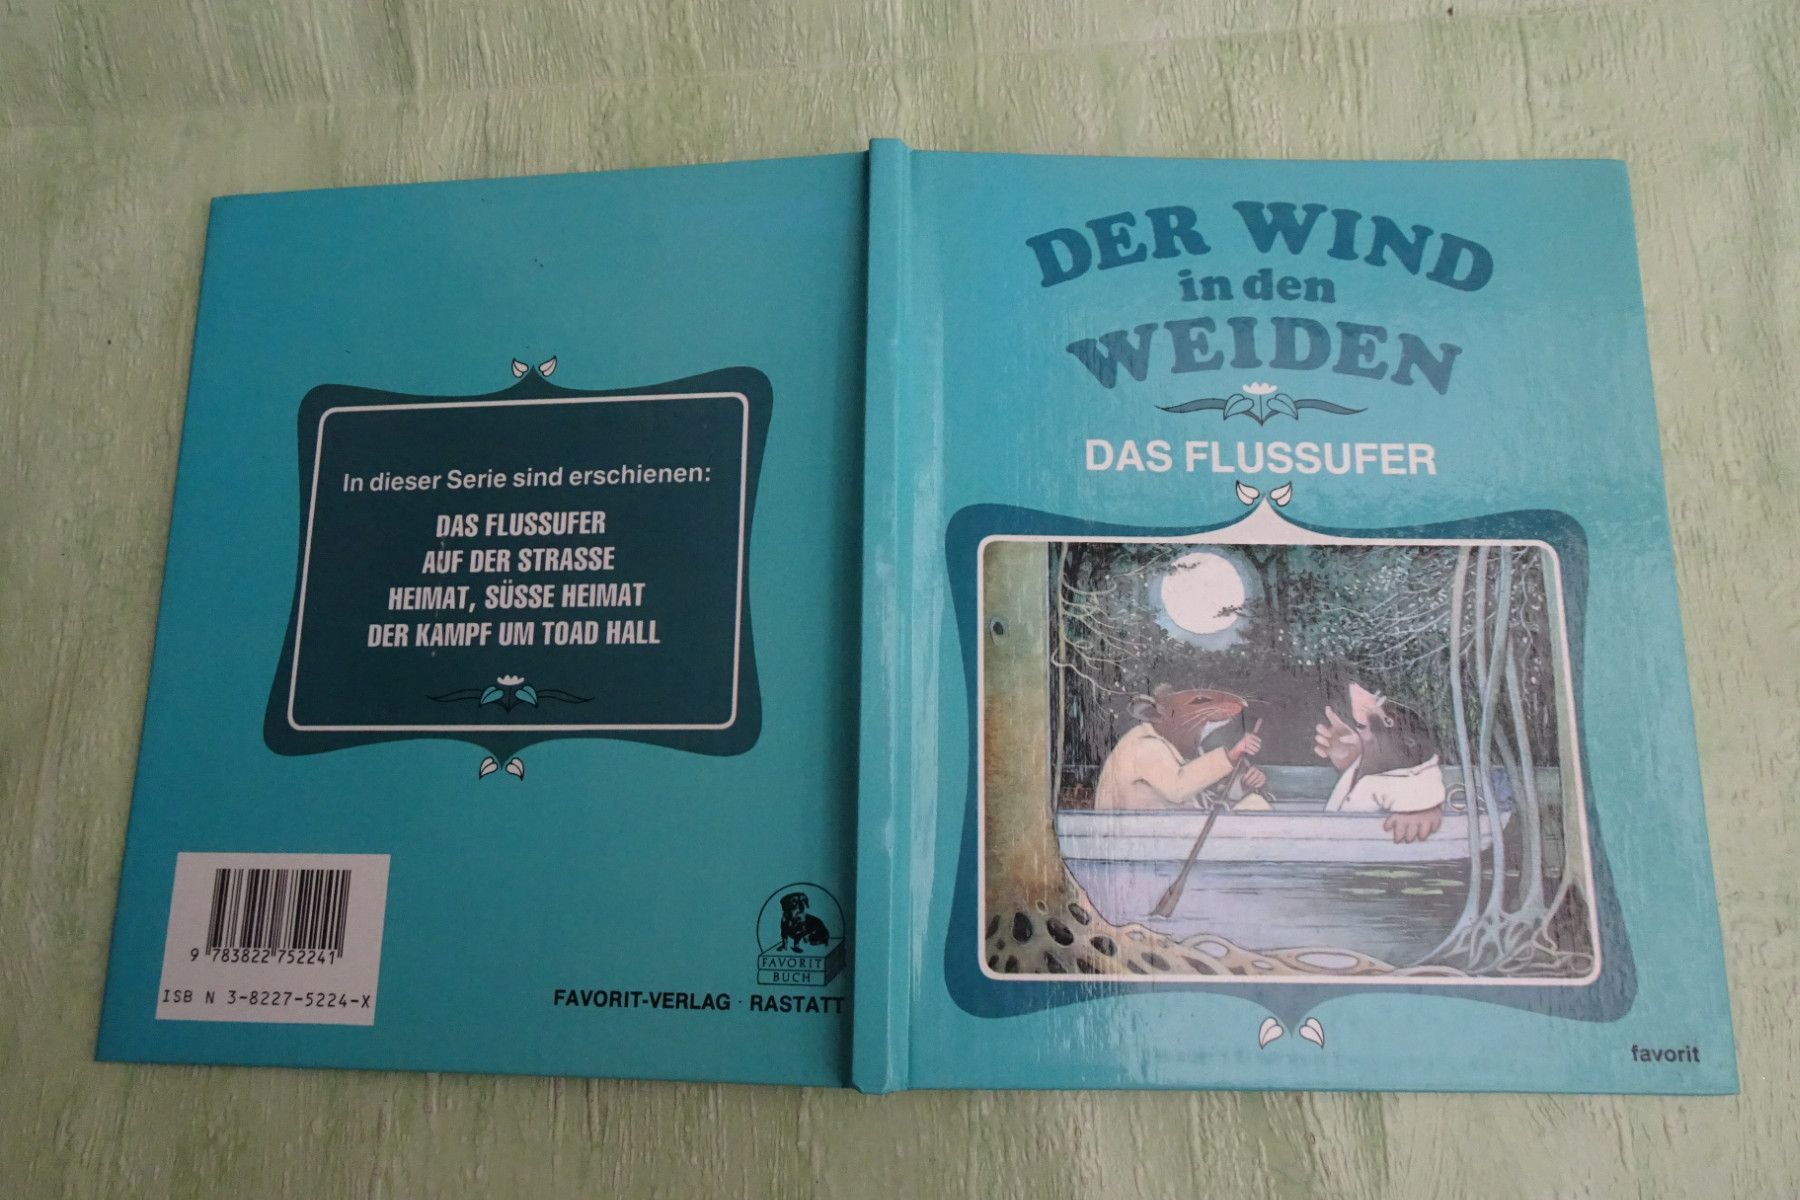 In dieser Serie sind erschienen:
DAS FLUSSUFER
AUF DER STRASSE
HEIMAT, SÜSSE HEIMAT
DER KAMPF UM TOAD HALL
9 783822 752241
ISB N 3-8227-5224-X
FAVORIT
BUCH
FAVORIT-VERLAG · RASTATT
DER WIND
in den
WEIDEN
DAS FLUSSUFER
favorit